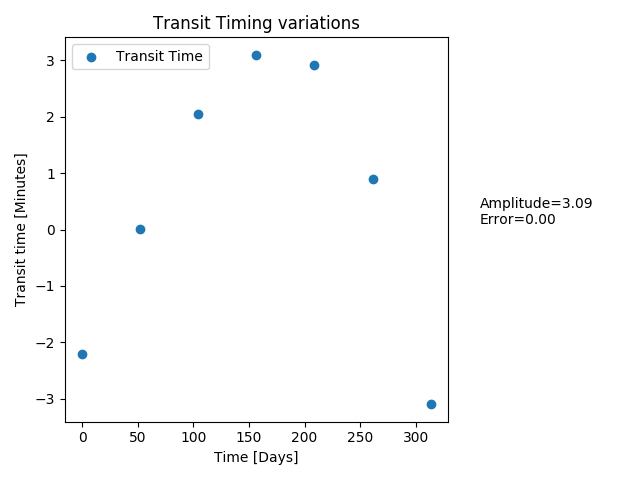 Transit Timing variations
Transit Time
3
2
1
0
−1
−2
−3
Transit time [Minutes]
0 50 100 150 200 250 300
Time [Days]
Amplitude=3.09
Error=0.00